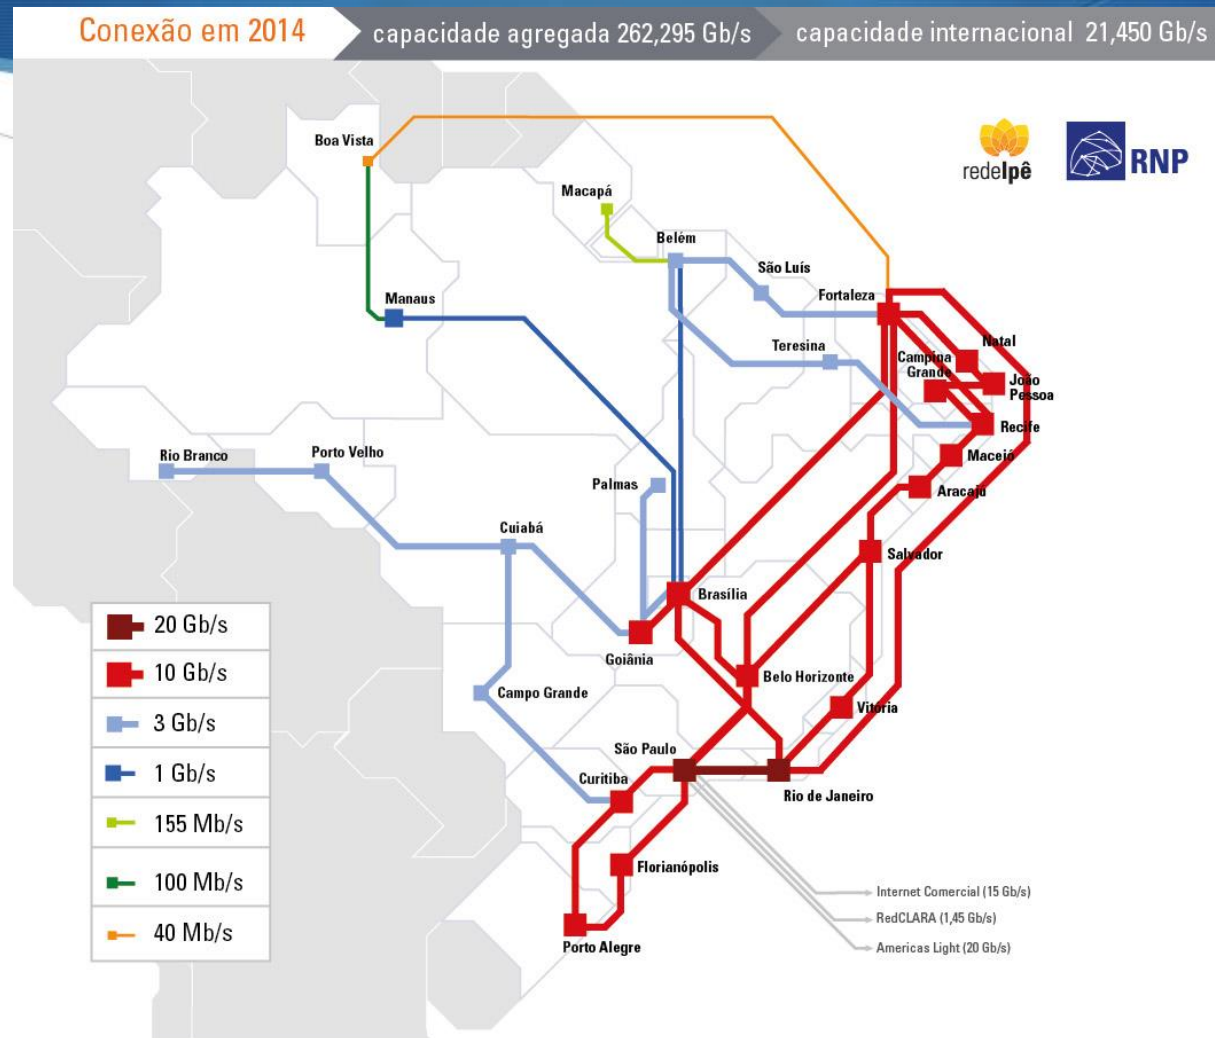 Conexão em 2014
capacidade agregada 262,295 Gb/s
capacidade internacional 21,450 Gb/s
Boa Vista
redeIpê
RNP
Macapá
Belém
São Luís
Fortaleza
Manaus
Teresina
Natal
Campina
Grande
João
Pessoa
Recife
Rio Branco
Porto Velho
Maceió
Palmas
Aracaju
Cuiabá
Salvador
Brasília
20 Gb/s
10 Gb/s
3 Gb/s
1 Gb/s
155 Mb/s
100 Mb/s
40 Mb/s
Goiânia
Belo Horizonte
Campo Grande
Vitória
São Paulo
Curitiba
Rio de Janeiro
Florianópolis
Internet Comercial (15 Gb/s)
RedCLARA (1,45 Gb/s)
Porto Alegre
Americas Light (20 Gb/s)